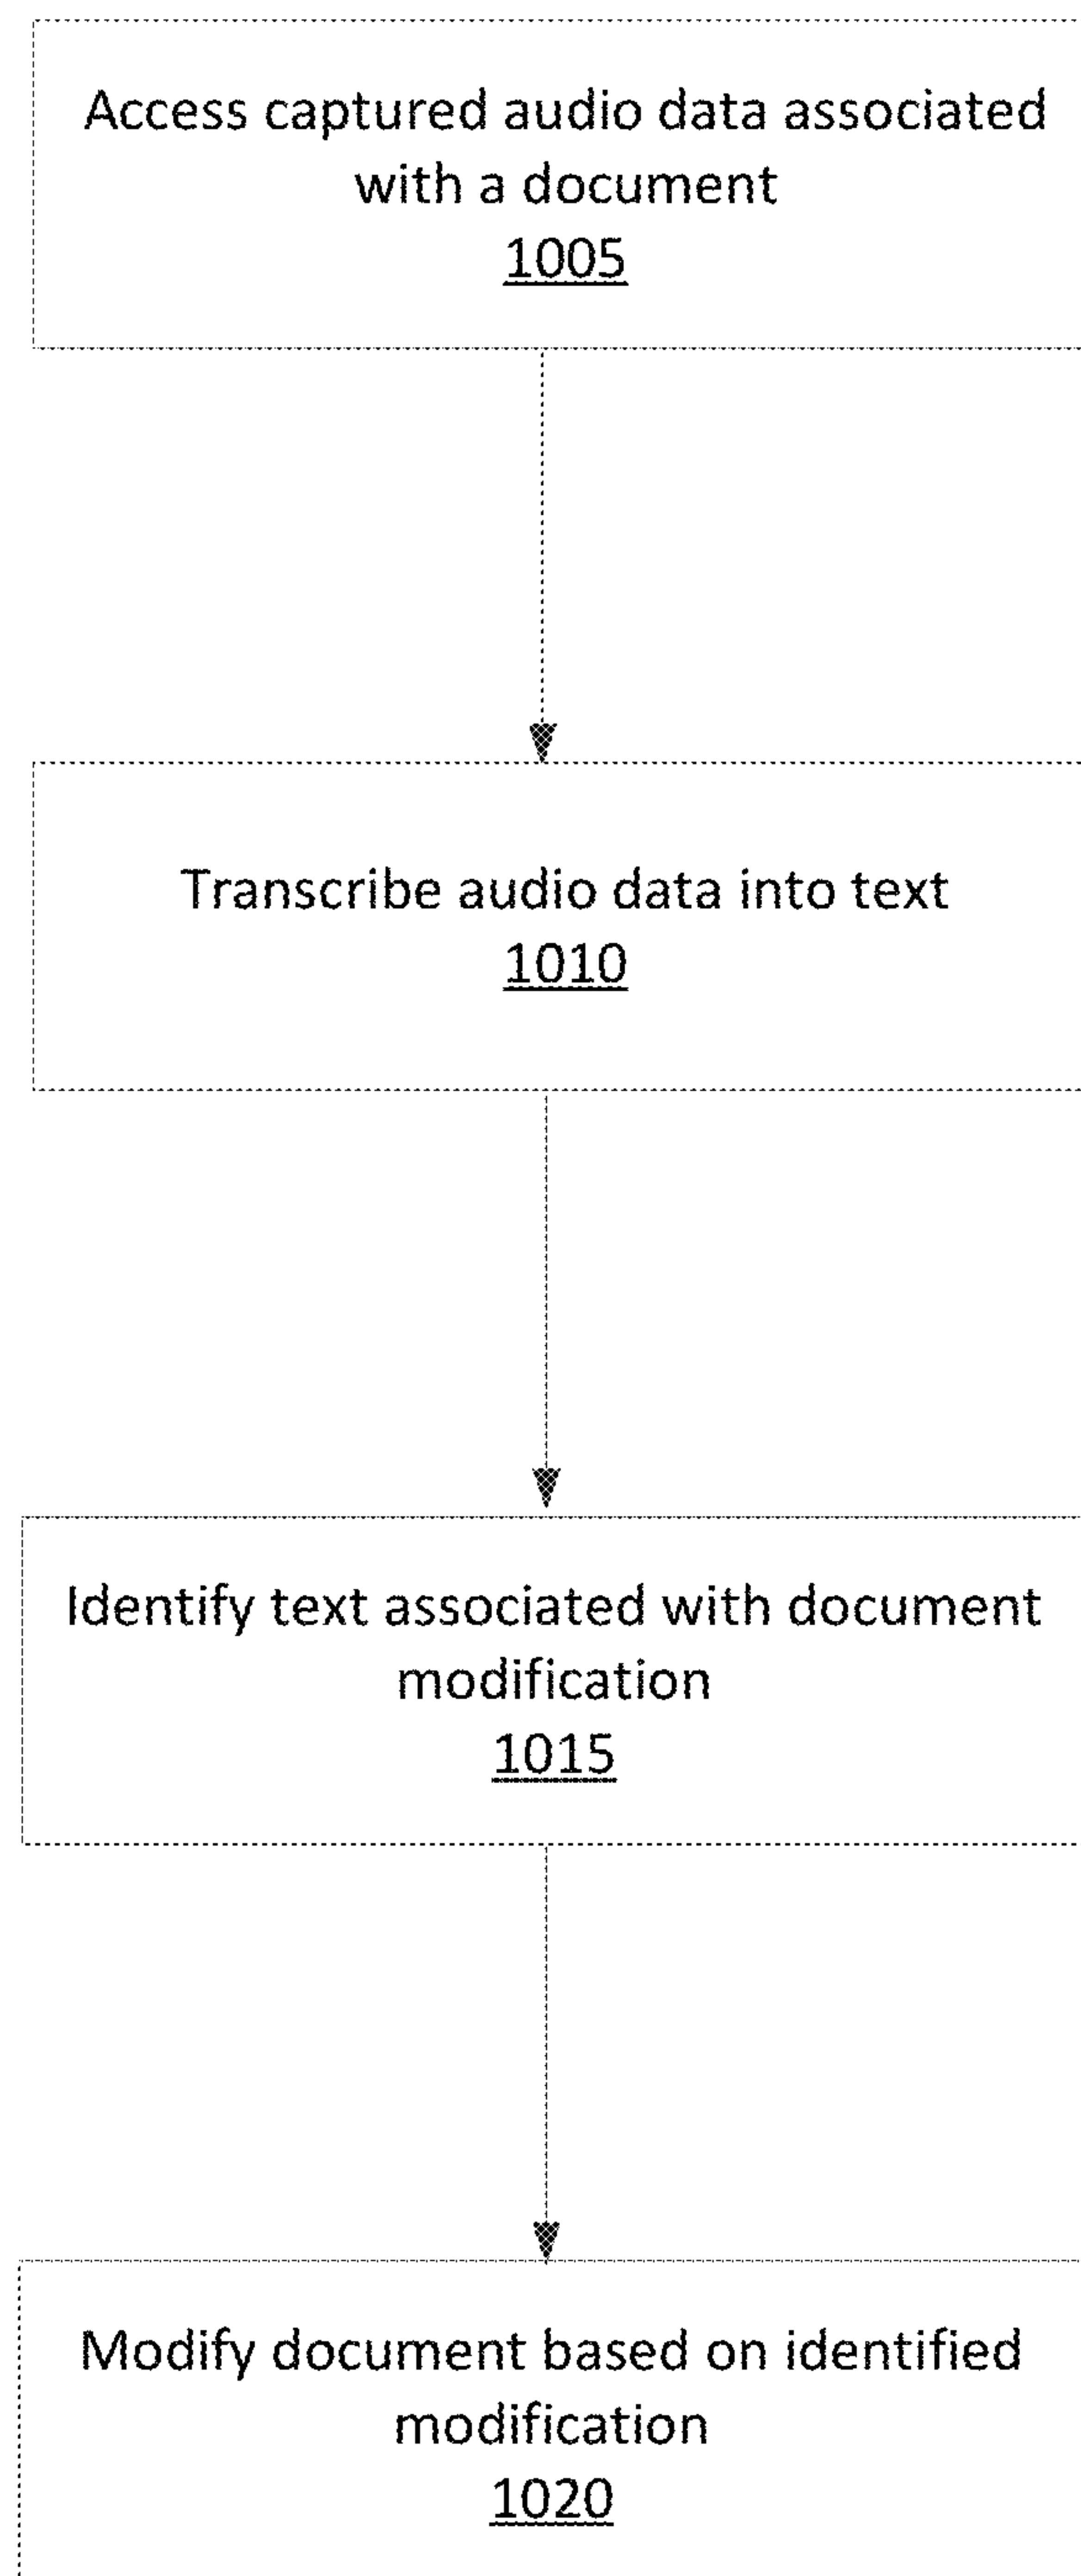 Access captured audio data associated
with a document
1005
Transcribe audio data into text
1010
Identify text associated with document
modification
1015
Modify document based on identified
modification
1020